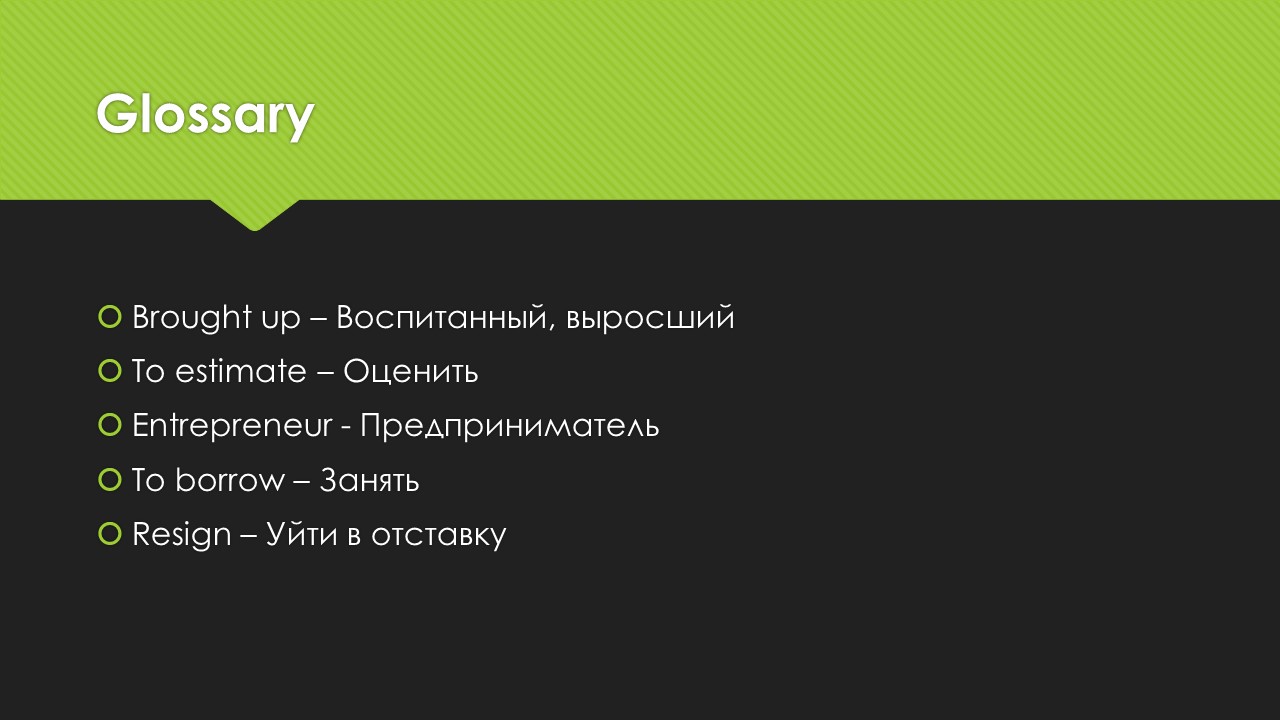 Glossary
Brought up – Воспитанный, выросший
To estimate – Оценить
Entrepreneur - Предприниматель
To borrow – Занять
Resign – Уйти в отставку